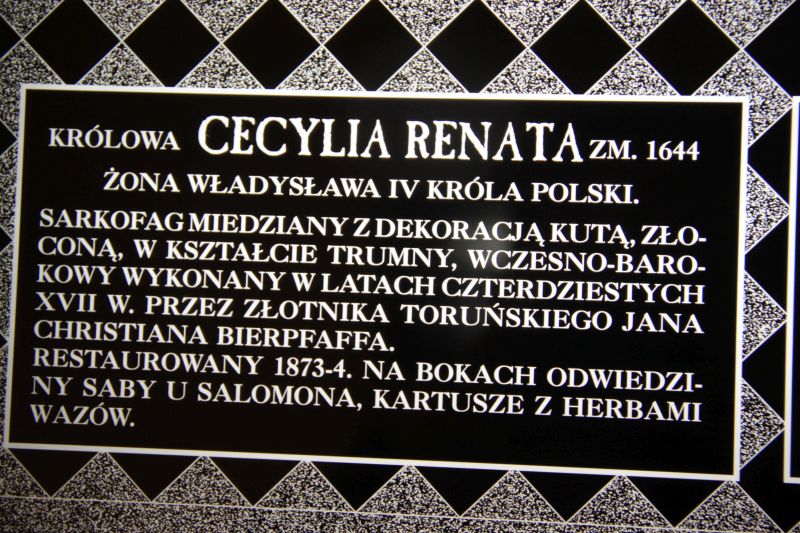 KRÓLOWA CECYLIA RENATA ZM. 1644
ŻONA WŁADYSŁAWA IV KRÓLA POLSKI.
SARKOFAG MIEDZIANY Z DEKORACJĄ KUTĄ, ZŁO-
CONĄ, W KSZTAŁCIE TRUMNY, WCZESNO-BARO-
KOWY WYKONANY W LATACH CZTERDZIESTYCH
XVII W. PRZEZ ZŁOTNIKA TORUŃSKIEGO JANA
CHRISTIANA BIERPFAFFA.
RESTAUROWANY 1873-4. NA BOKACH ODWIEDZI-
NY SABY U SALOMONA, KARTUSZE Z HERBAMI
WAZÓW.